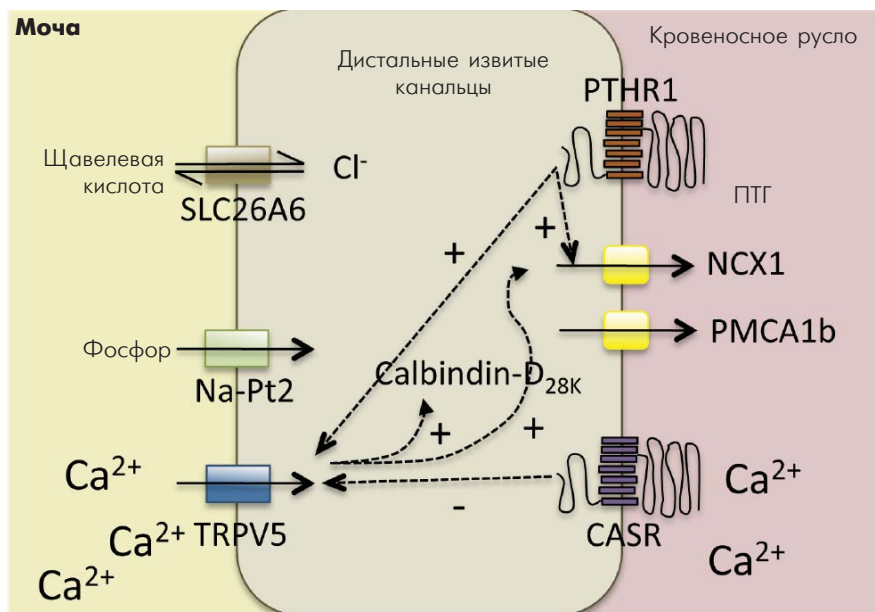 Моча
Дистальные извитые
канальцы
Кровеносное русло
PTHR1
Щавелевая
кислота
Cl⁻
SLC26A6
ПТГ
+
+
NCX1
PMCA1b
Фосфор
Na-Pt2
Calbindin-D₂₈ₖ
+
+
Ca²⁺
Ca²⁺
TRPV5
-
CASR
Ca²⁺
Ca²⁺
Ca²⁺